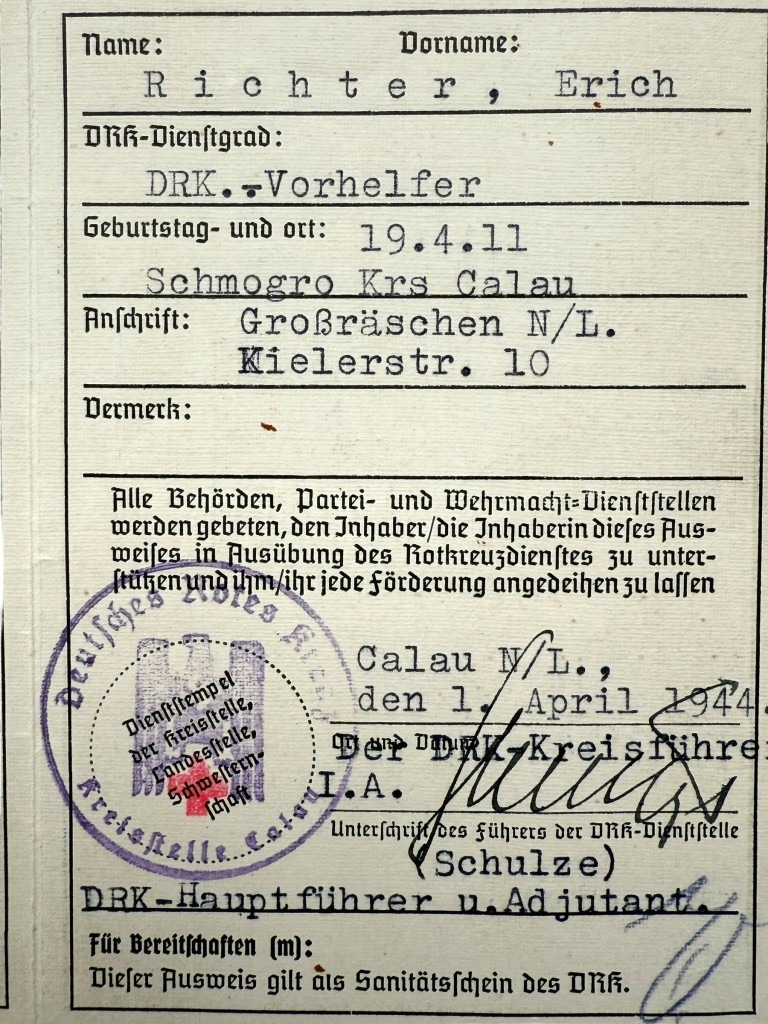 Name: Vorname:
Richter, Erich
DRK-Dienstgrad:
DRK.-Vorhelfer
Geburtstag- und ort: 19.4.11
Schmogro Krs Calau
Anschrift: Großräschen N/L.
Kielerstr. 10
Vermerk:
Alle Behörden, Partei- und Wehrmacht-Dienststellen
werden gebeten, den Inhaber/die Inhaberin dieses Aus-
weises in Ausübung des Rotkreuzdienstes zu unter-
stützen und ihm/ihr jede Förderung angedeihen zu lassen
Deutsches Rotes Kreuz
Dienststempel
der Kreisstelle,
Landesstelle,
Schwestern-
schaft
Kreisstelle Calau
Calau N/L.,
den 1. April 1944.
Ort und Datum
Der DRK-Kreisführer
I.A.
Unterschrift des Führers der DRK-Dienststelle
(Schulze)
DRK-Hauptführer u.Adjutant.
Für Bereitschaften (m):
Dieser Ausweis gilt als Sanitätsschein des DRK.